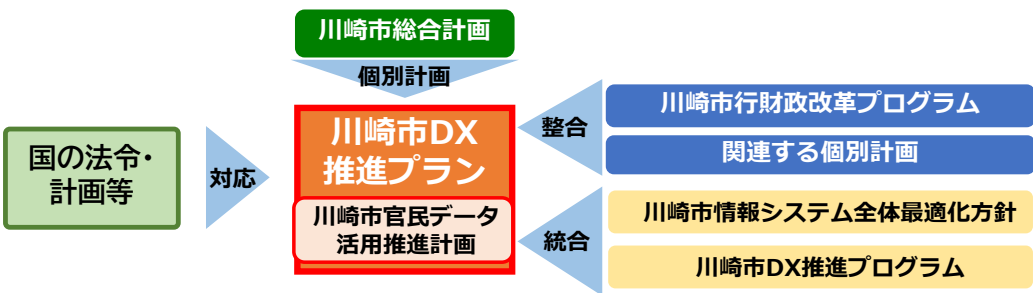 川崎市総合計画
個別計画
国の法令・
計画等
対応
川崎市DX
推進プラン
川崎市官民データ
活用推進計画
整合
川崎市行財政改革プログラム
関連する個別計画
統合
川崎市情報システム全体最適化方針
川崎市DX推進プログラム